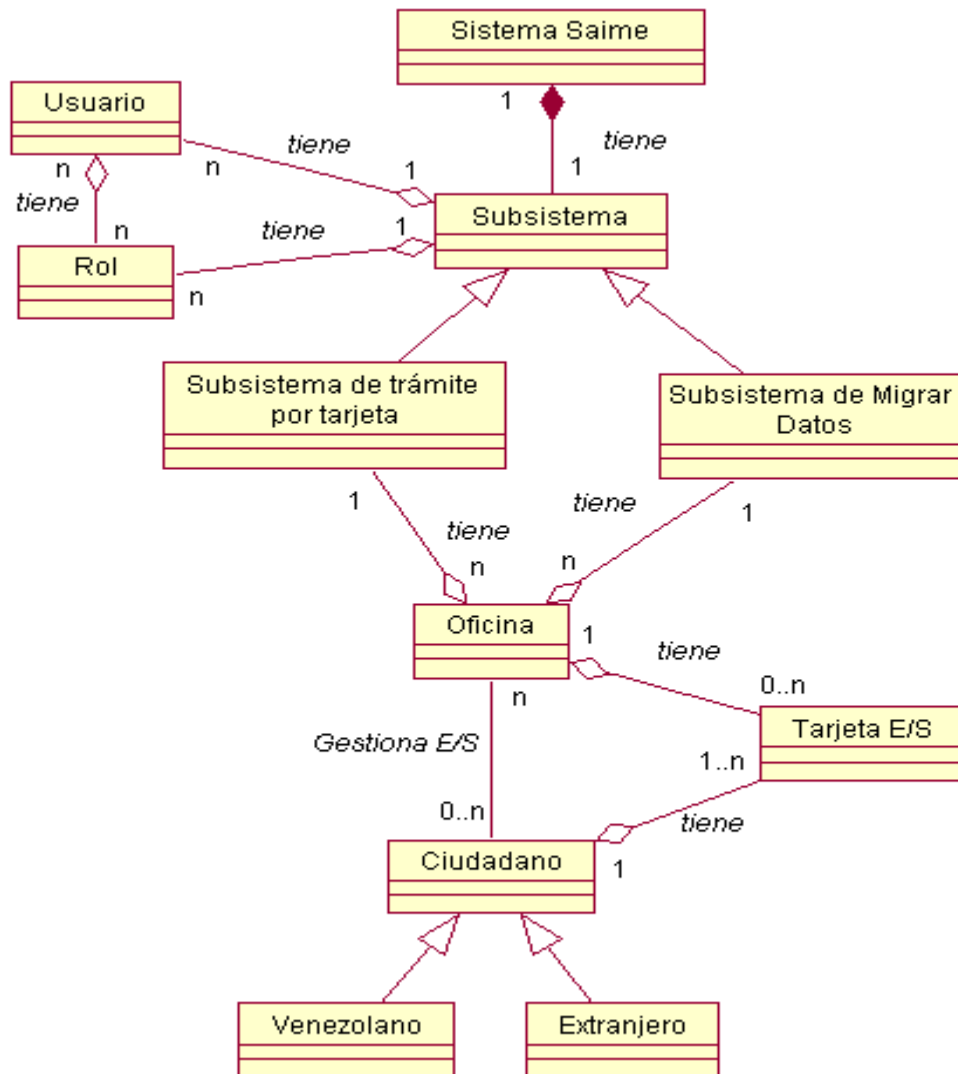 Sistema Saime
1
tiene
1
Usuario
n
tiene
n
tiene
n
1
Subsistema
1
tiene
n
Rol
Subsistema de trámite
por tarjeta
Subsistema de Migrar
Datos
1
tiene
n
1
tiene
n
Oficina
1
tiene
0..n
n
Gestiona E/S
0..n
Tarjeta E/S
1..n
tiene
1
Ciudadano
Venezolano
Extranjero